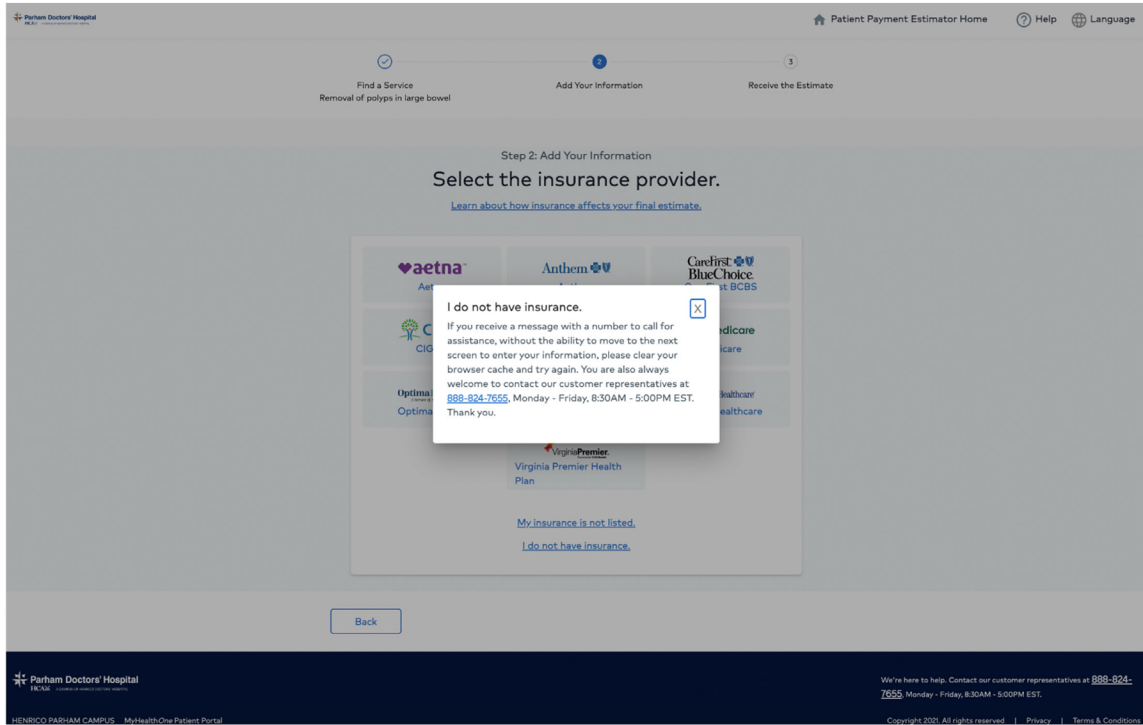 Parham Doctors' Hospital
HCA
Patient Payment Estimator Home
? Help
Language
2
3
Find a Service
Removal of polyps in large bowel
Add Your Information
Receive the Estimate
Step 2: Add Your Information
Select the insurance provider.
Learn about how insurance affects your final estimate.
aetna
Anthem
CareFirst
BlueChoice
st BCBS
I do not have insurance.
X
If you receive a message with a number to call for
assistance, without the ability to move to the next
screen to enter your information, please clear your
browser cache and try again. You are also always
welcome to contact our customer representatives at
888-824-7655, Monday - Friday, 8:30AM - 5:00PM EST.
Thank you.
Ae
C
CIG
edicare
icare
Optima
Optima
ealthcare
ealthcare
VirginiaPremier.
Virginia Premier Health
Plan
My insurance is not listed.
I do not have insurance.
Back
Parham Doctors' Hospital
HCA
We're here to help. Contact our customer representatives at 888-824-
7655, Monday - Friday, 8:30AM - 5:00PM EST.
HENRICO PARHAM CAMPUS MyHealthOne Patient Portal
Copyright 2021. All rights reserved | Privacy | Terms & Conditions